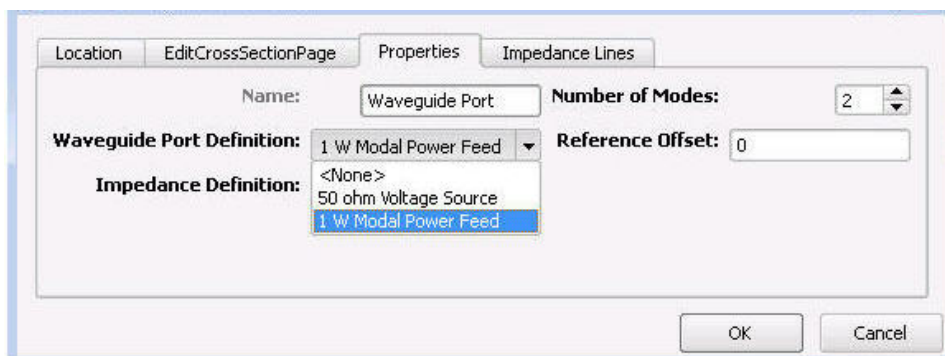 Location EditCrossSectionPage Properties Impedance Lines
Name: Waveguide Port Number of Modes: 2
Waveguide Port Definition: 1 W Modal Power Feed Reference Offset: 0
Impedance Definition: <None>
50 ohm Voltage Source
1 W Modal Power Feed
OK Cancel